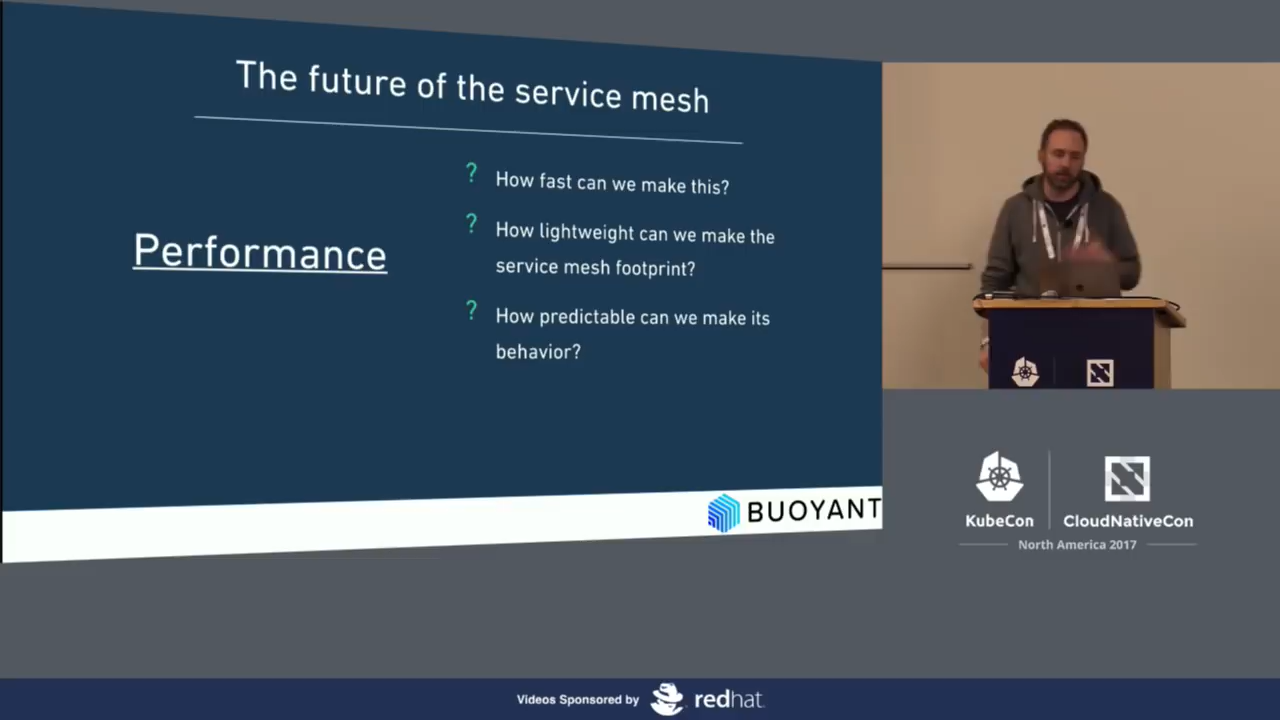 The future of the service mesh
Performance
? How fast can we make this?
? How lightweight can we make the
service mesh footprint?
? How predictable can we make its
behavior?
BUOYANT
KubeCon
CloudNativeCon
North America 2017
Videos Sponsored by
redhat.